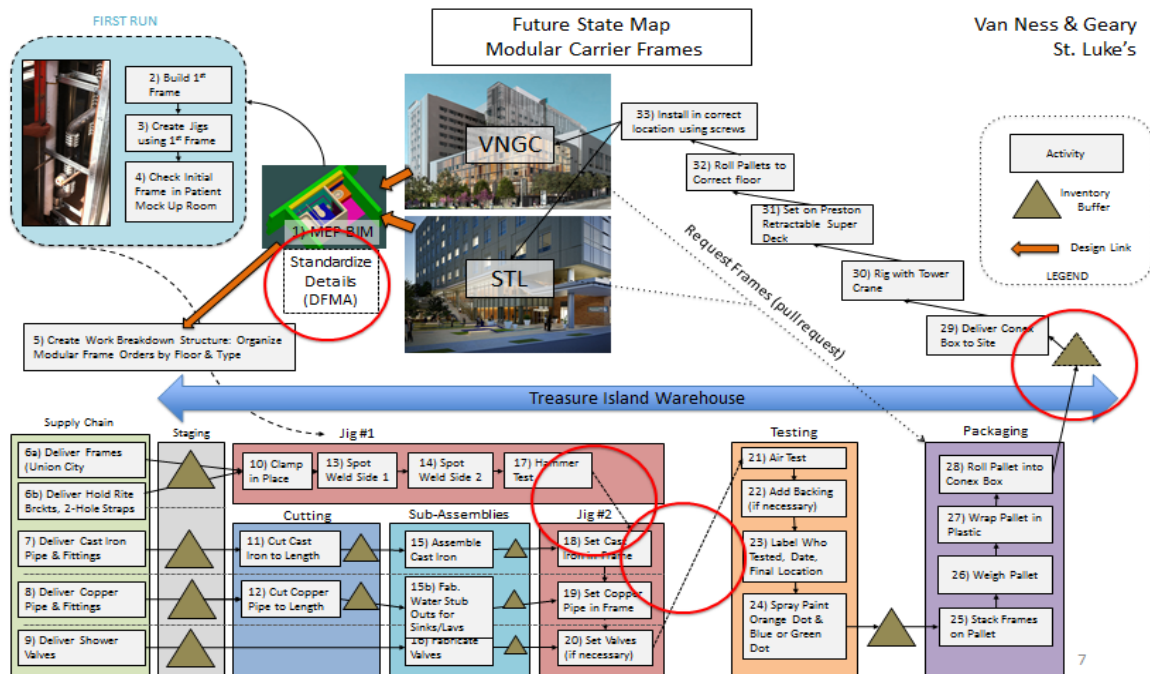 FIRST RUN
Future State Map
Modular Carrier Frames
Van Ness & Geary
St. Luke's
2) Build 1st
Frame
3) Create Jigs
using 1st Frame
4) Check Initial
Frame in Patient
Mock Up Room
1) MEP BIM
Standardize
Details
(DFMA)
VNGC
STL
33) Install in correct
location using screws
32) Roll Pallets to
Correct floor
31) Set on Preston
Retractable Super
Deck
30) Rig with Tower
Crane
29) Deliver Conex
Box to Site
Request Frames (pull request)
Activity
Inventory
Buffer
Design Link
LEGEND
5) Create Work Breakdown Structure: Organize
Modular Frame Orders by Floor & Type
Treasure Island Warehouse
Supply Chain
6a) Deliver Frames
(Union City
6b) Deliver Hold Rite
Brckts, 2-Hole Straps
7) Deliver Cast Iron
Pipe & Fittings
8) Deliver Copper
Pipe & Fittings
9) Deliver Shower
Valves
Staging
Jig #1
10) Clamp
in Place
13) Spot
Weld Side 1
14) Spot
Weld Side 2
17) Hammer
Test
Cutting
11) Cut Cast
Iron to Length
12) Cut Copper
Pipe to Length
Sub-Assemblies
15) Assemble
Cast Iron
15b) Fab.
Water Stub
Outs for
Sinks/Lavs
16) Fabricate
Valves
Jig #2
18) Set Cast
Iron in Frame
19) Set Copper
Pipe in Frame
20) Set Valves
(if necessary)
Testing
21) Air Test
22) Add Backing
(if necessary)
23) Label Who
Tested, Date,
Final Location
24) Spray Paint
Orange Dot &
Blue or Green
Dot
Packaging
28) Roll Pallet into
Conex Box
27) Wrap Pallet in
Plastic
26) Weigh Pallet
25) Stack Frames
on Pallet
7